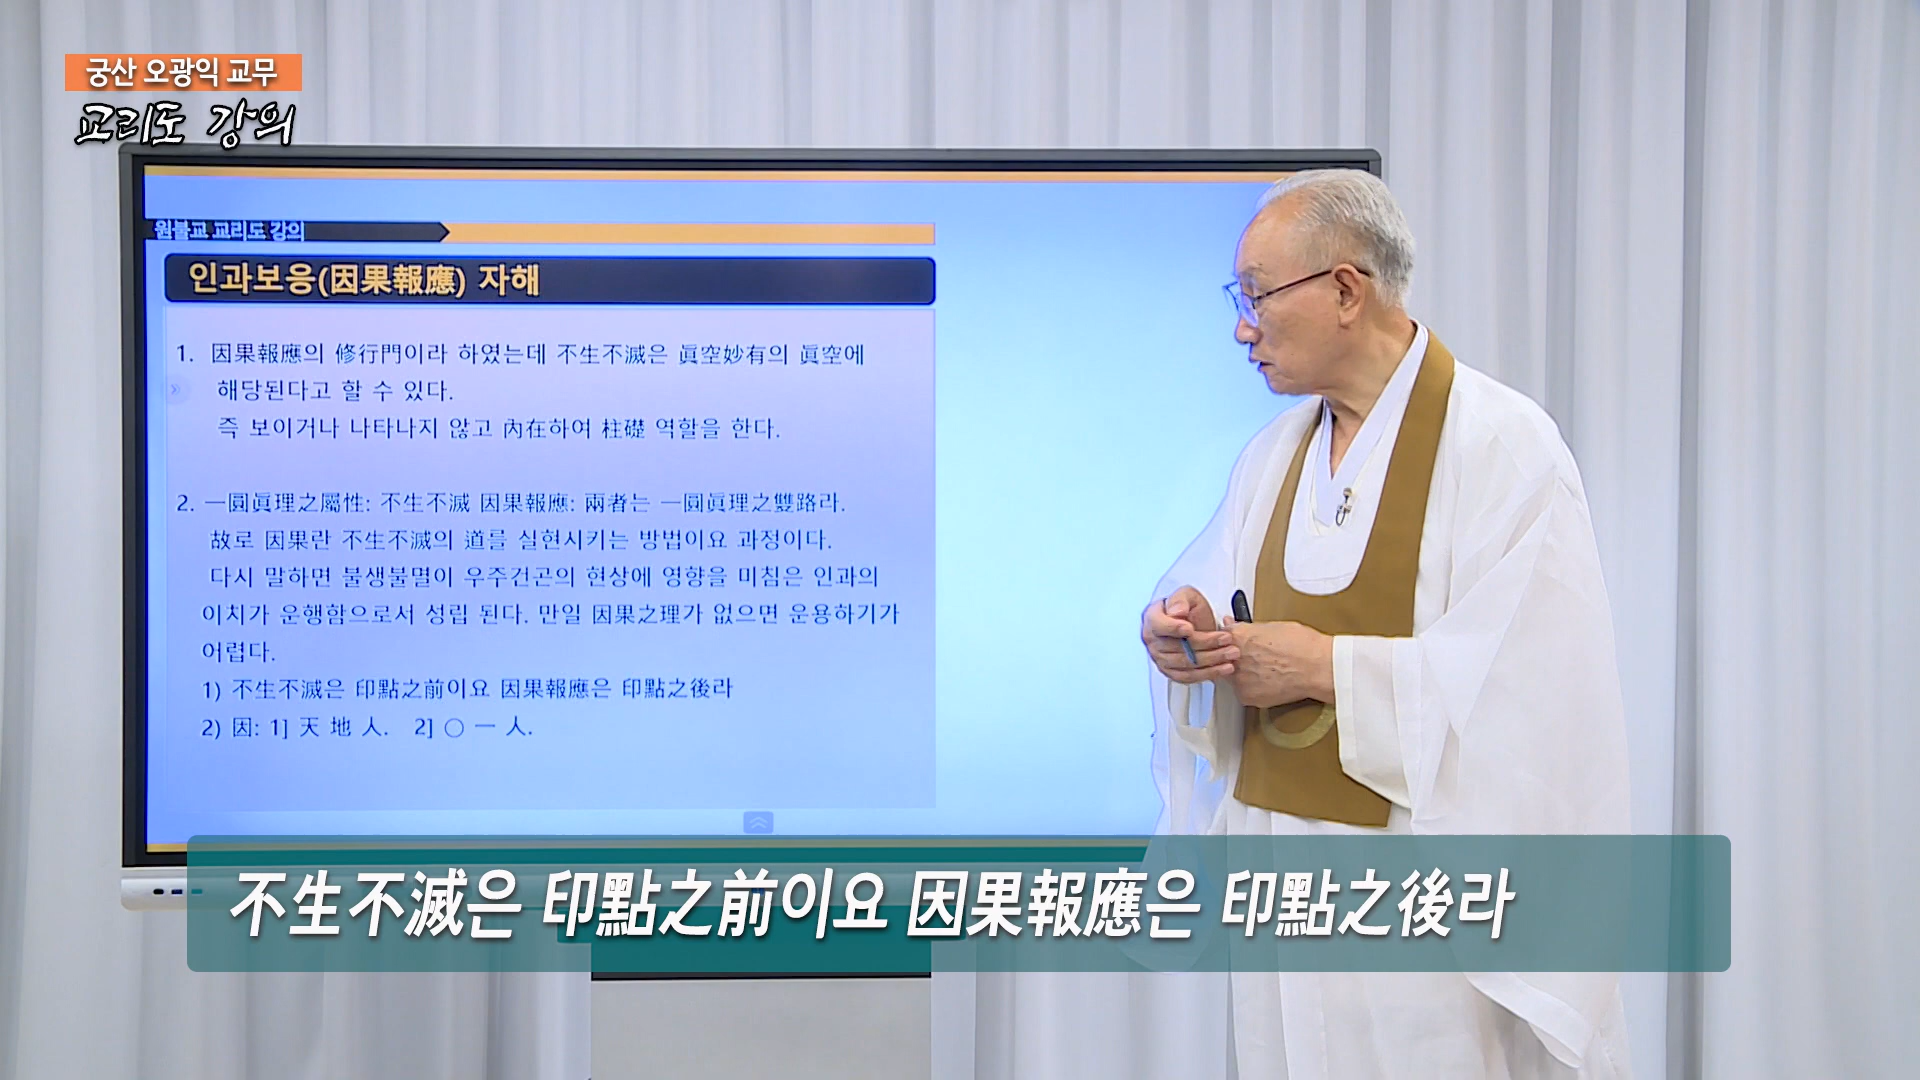 궁산 오광익 교무
교리도 강의
원불교 교리도 강의
인과보응(因果報應) 자해
1. 因果報應의 修行門이라 하였는데 不生不滅은 眞空妙有의 眞空에
해당된다고 할 수 있다.
즉 보이거나 나타나지 않고 內在하여 柱礎 역할을 한다.
2. 一圓眞理之屬性: 不生不滅 因果報應: 兩者는 一圓眞理之雙路라.
故로 因果란 不生不滅의 道를 실현시키는 방법이요 과정이다.
다시 말하면 불생불멸이 우주건곤의 현상에 영향을 미침은 인과의
이치가 운행함으로서 성립 된다. 만일 因果之理가 없으면 운용하기가
어렵다.
1) 不生不滅은 印點之前이요 因果報應은 印點之後라
2) 因: 1] 天 地 人. 2] ○ 一 人.
不生不滅은 印點之前이요 因果報應은 印點之後라